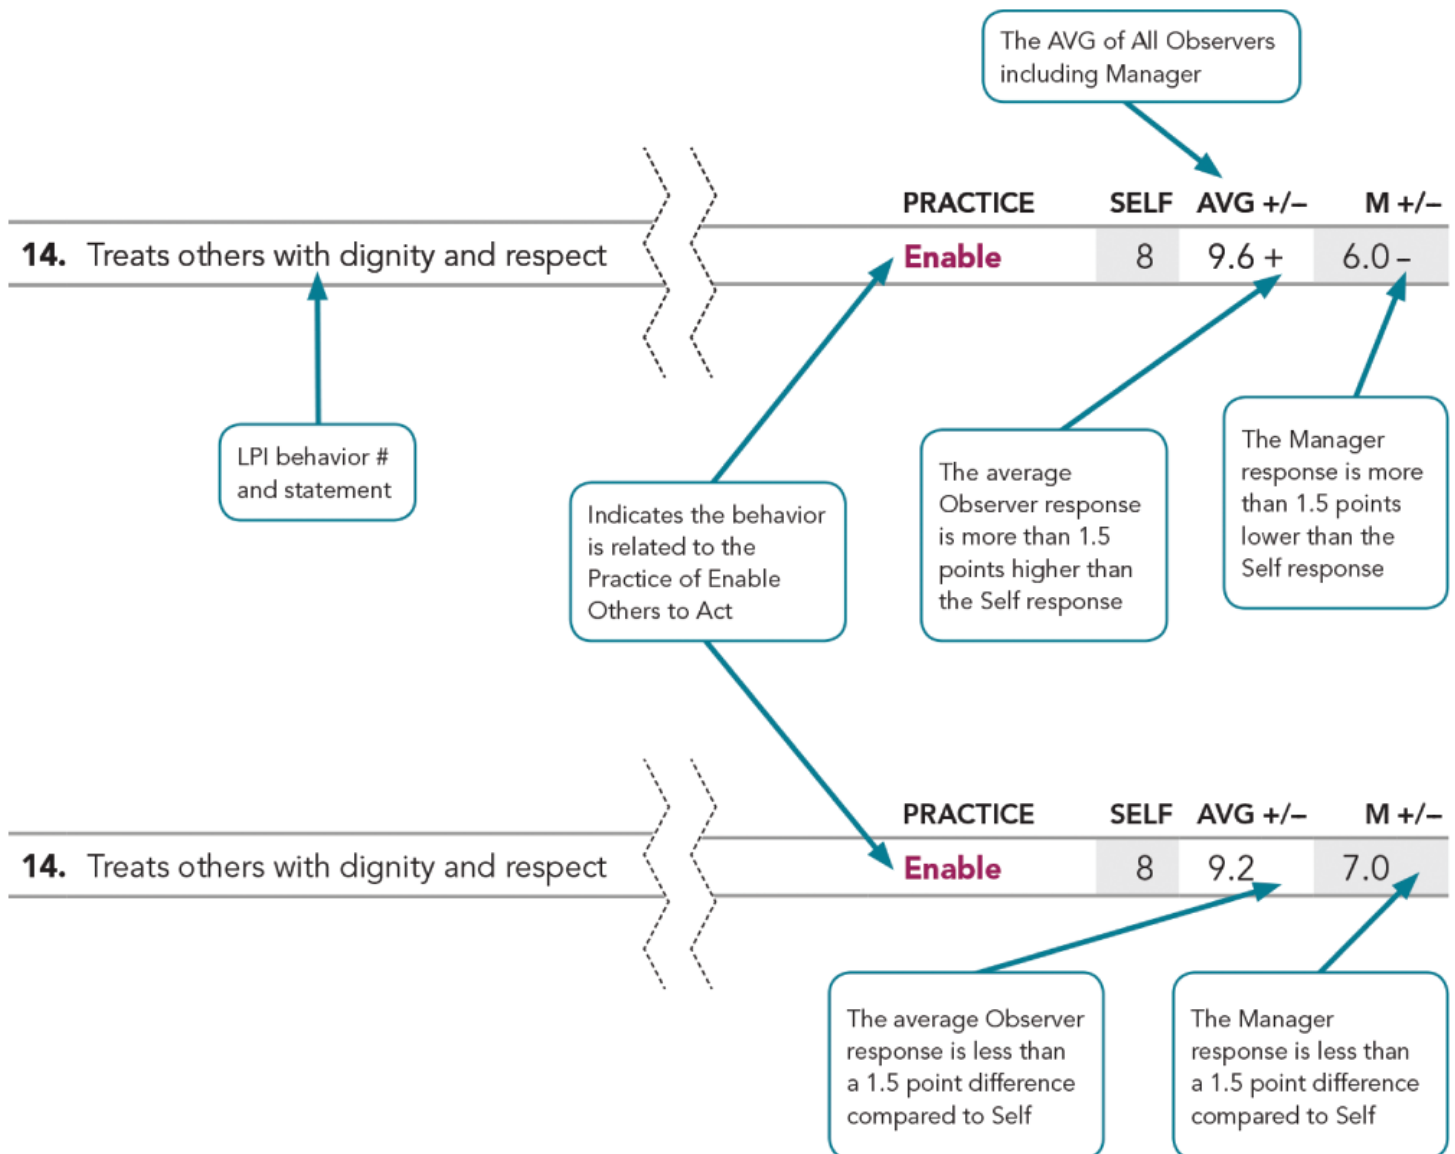 The AVG of All Observers
including Manager
PRACTICE SELF AVG +/– M +/–
14. Treats others with dignity and respect Enable 8 9.6 + 6.0 –
LPI behavior #
and statement
Indicates the behavior
is related to the
Practice of Enable
Others to Act
The average
Observer response
is more than 1.5
points higher than
the Self response
The Manager
response is more
than 1.5 points
lower than the
Self response
PRACTICE SELF AVG +/– M +/–
14. Treats others with dignity and respect Enable 8 9.2 7.0
The average Observer
response is less than
a 1.5 point difference
compared to Self
The Manager
response is less than
a 1.5 point difference
compared to Self